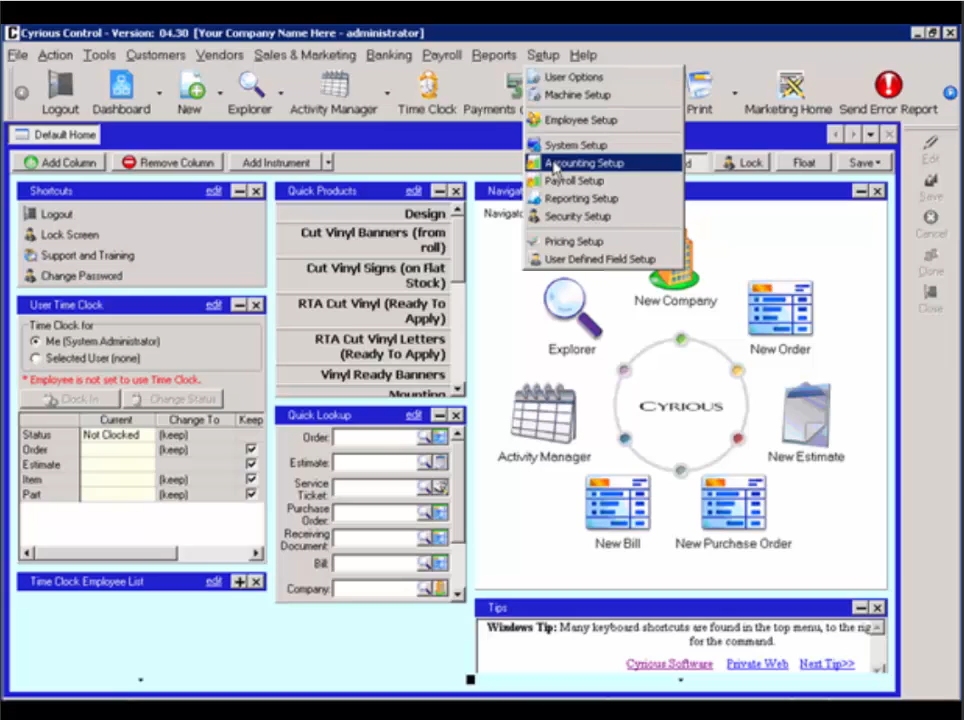 Cyrious Control - Version: 04.30 [Your Company Name Here - administrator]
File Action Tools Customers Vendors Sales & Marketing Banking Payroll Reports Setup Help
Logout Dashboard New Explorer Activity Manager Time Clock Payments Print Marketing Home Send Error Report
User Options
Machine Setup
Employee Setup
System Setup
Accounting Setup
Payroll Setup
Reporting Setup
Security Setup
Pricing Setup
User Defined Field Setup
Default Home
Add Column Remove Column Add Instrument Lock Float Save
Edit
Save
Cancel
Clone
Close
Shortcuts edit
Logout
Lock Screen
Support and Training
Change Password
User Time Clock edit
Time Clock for
Me (System Administrator)
Selected User (none)
* Employee is not set to use Time Clock.
Clock In Change Status
Current Change To Keep
Status Not Clocked (keep)
Order (keep)
Estimate
Item (keep)
Part (keep)
Time Clock Employee List edit
Quick Products edit
Design
Cut Vinyl Banners (from
roll)
Cut Vinyl Signs (on Flat
Stock)
RTA Cut Vinyl (Ready To
Apply)
RTA Cut Vinyl Letters
(Ready To Apply)
Vinyl Ready Banners
Mounting
Quick Lookup edit
Order:
Estimate:
Service
Ticket:
Purchase
Order:
Receiving
Document:
Bill:
Company:
New Company
Explorer
New Order
CYRIOUS
Activity Manager
New Estimate
New Bill
New Purchase Order
Tips
Windows Tip: Many keyboard shortcuts are found in the top menu, to the rig
for the command.
Cyrious Software Private Web Next Tip>>